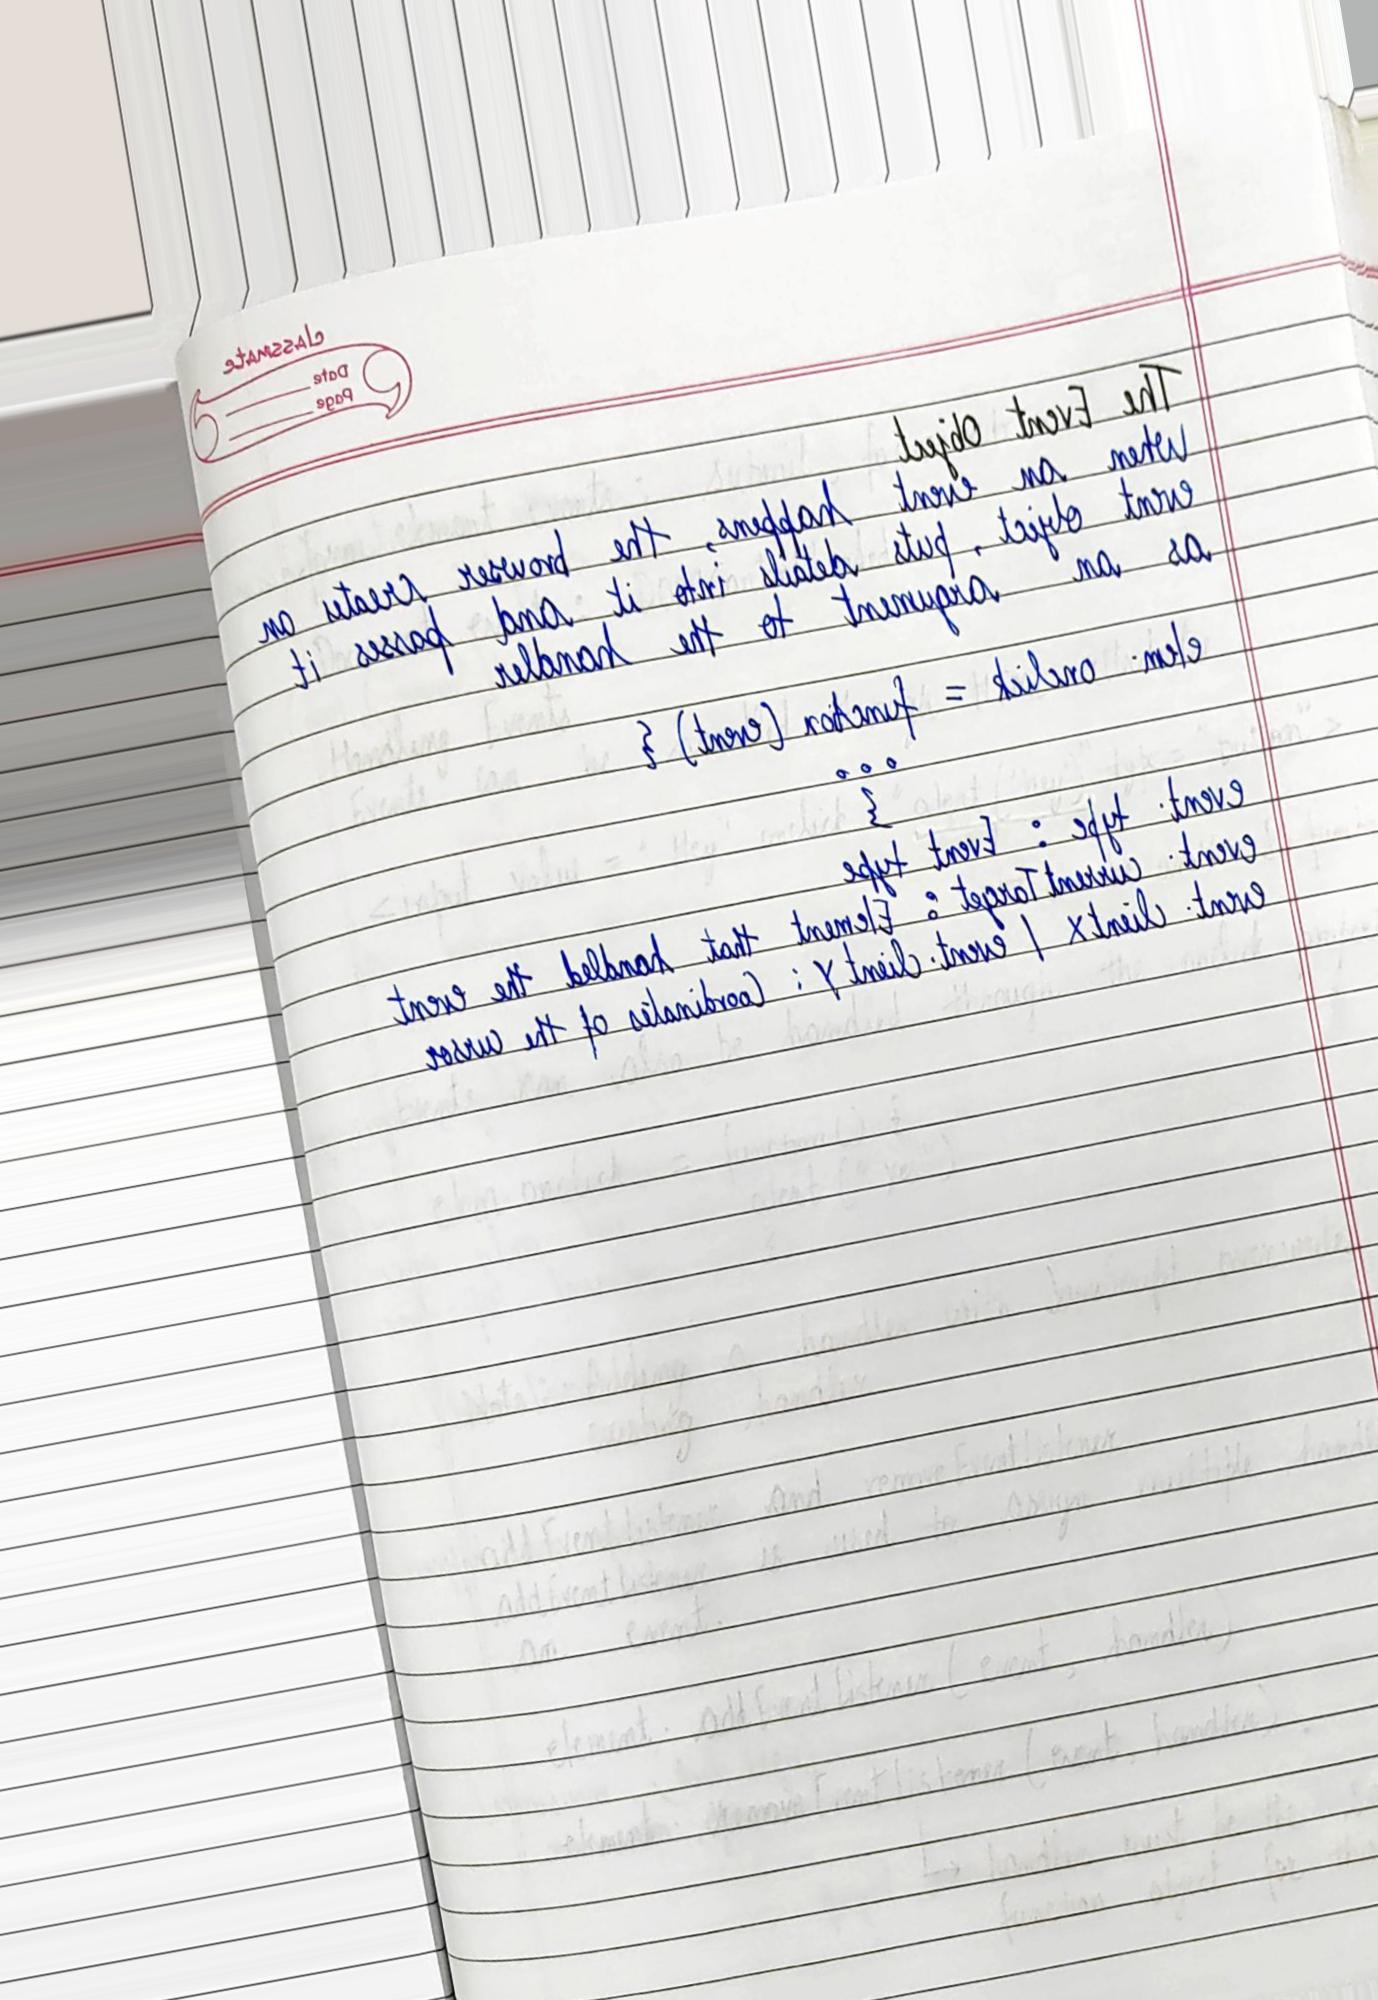 classmate
Date
Page
The Event Object
When an event happens, the browser creates an
event object, puts details into it and passes it
as an argument to the handler
elem. onclick = function (event) {
...
}
event. type : Event type
event. currentTarget : Element that handled the event
event. clientX / event. Client Y : Coordinates of the cursor